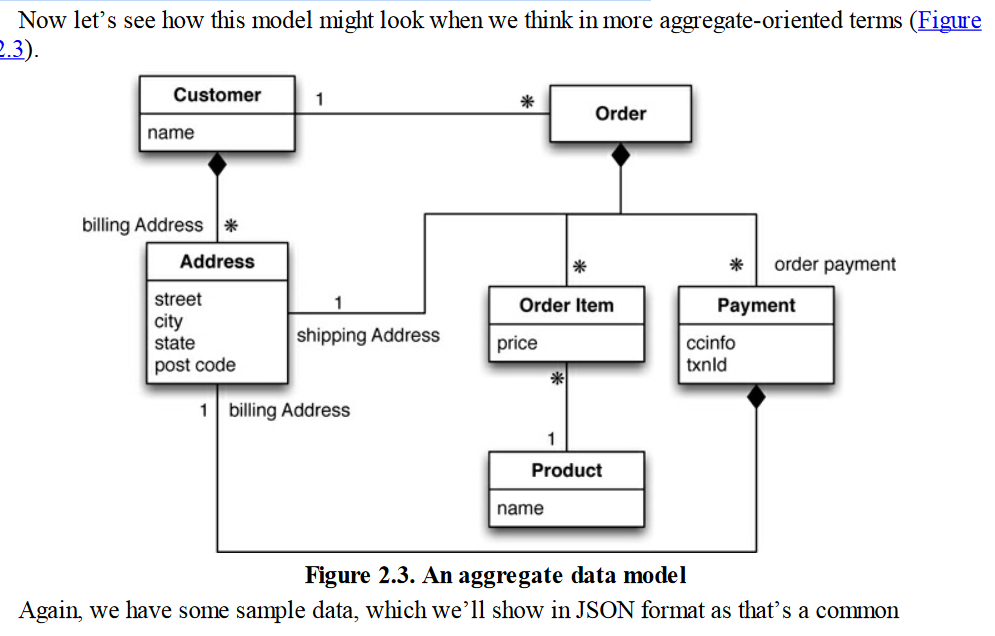 Now let’s see how this model might look when we think in more aggregate-oriented terms (Figure
2.3).
Customer
name
1
*
Order
billing Address
*
Address
street
city
state
post code
1
shipping Address
*
Order Item
price
*
order payment
Payment
ccinfo
txnId
*
1
Product
name
1
billing Address
Figure 2.3. An aggregate data model
Again, we have some sample data, which we’ll show in JSON format as that’s a common